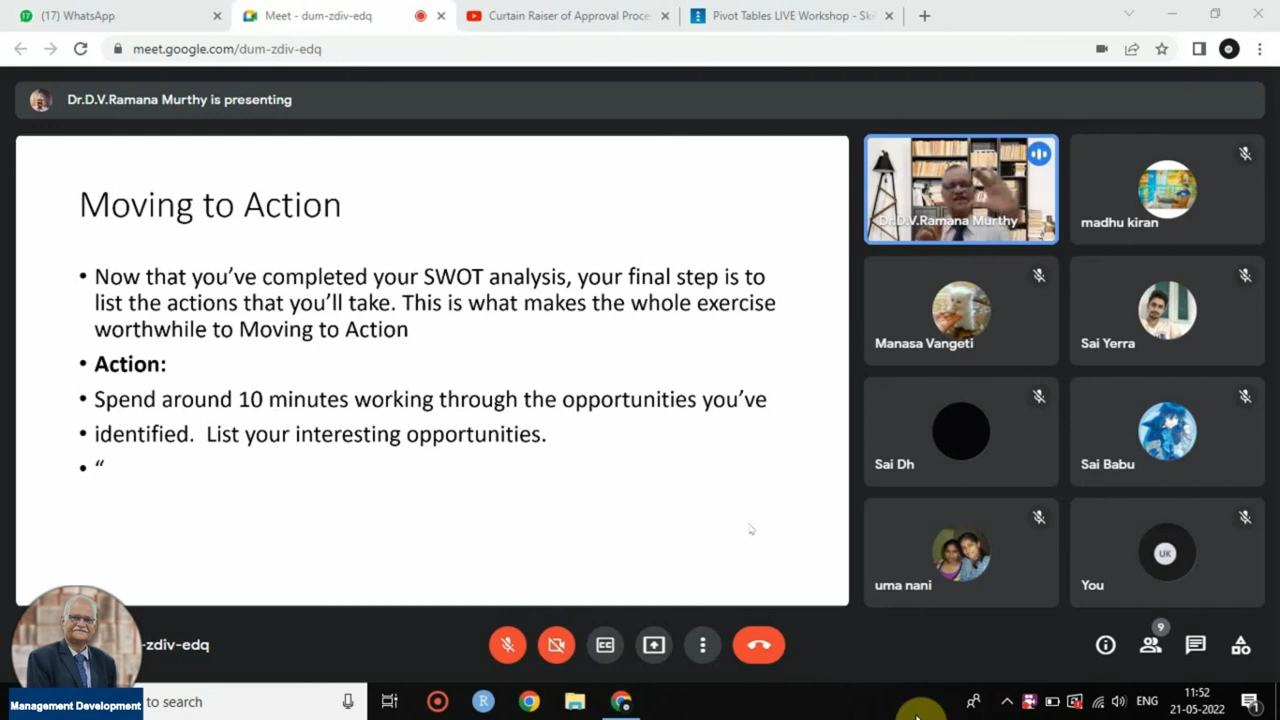 (17) WhatsApp
Meet - dum-zdiv-edq
Curtain Raiser of Approval Proce
Pivot Tables LIVE Workshop - Ski
meet.google.com/dum-zdiv-edq
Dr.D.V.Ramana Murthy is presenting
Moving to Action
• Now that you’ve completed your SWOT analysis, your final step is to
list the actions that you’ll take. This is what makes the whole exercise
worthwhile to Moving to Action
• Action:
• Spend around 10 minutes working through the opportunities you’ve
• identified. List your interesting opportunities.
• “
Dr.D.V.Ramana Murthy
madhu kiran
Manasa Vangeti
Sai Yerra
Sai Dh
Sai Babu
uma nani
UK
You
-zdiv-edq
CC
9
Management Development
to search
R
ENG
11:52
21-05-2022
1